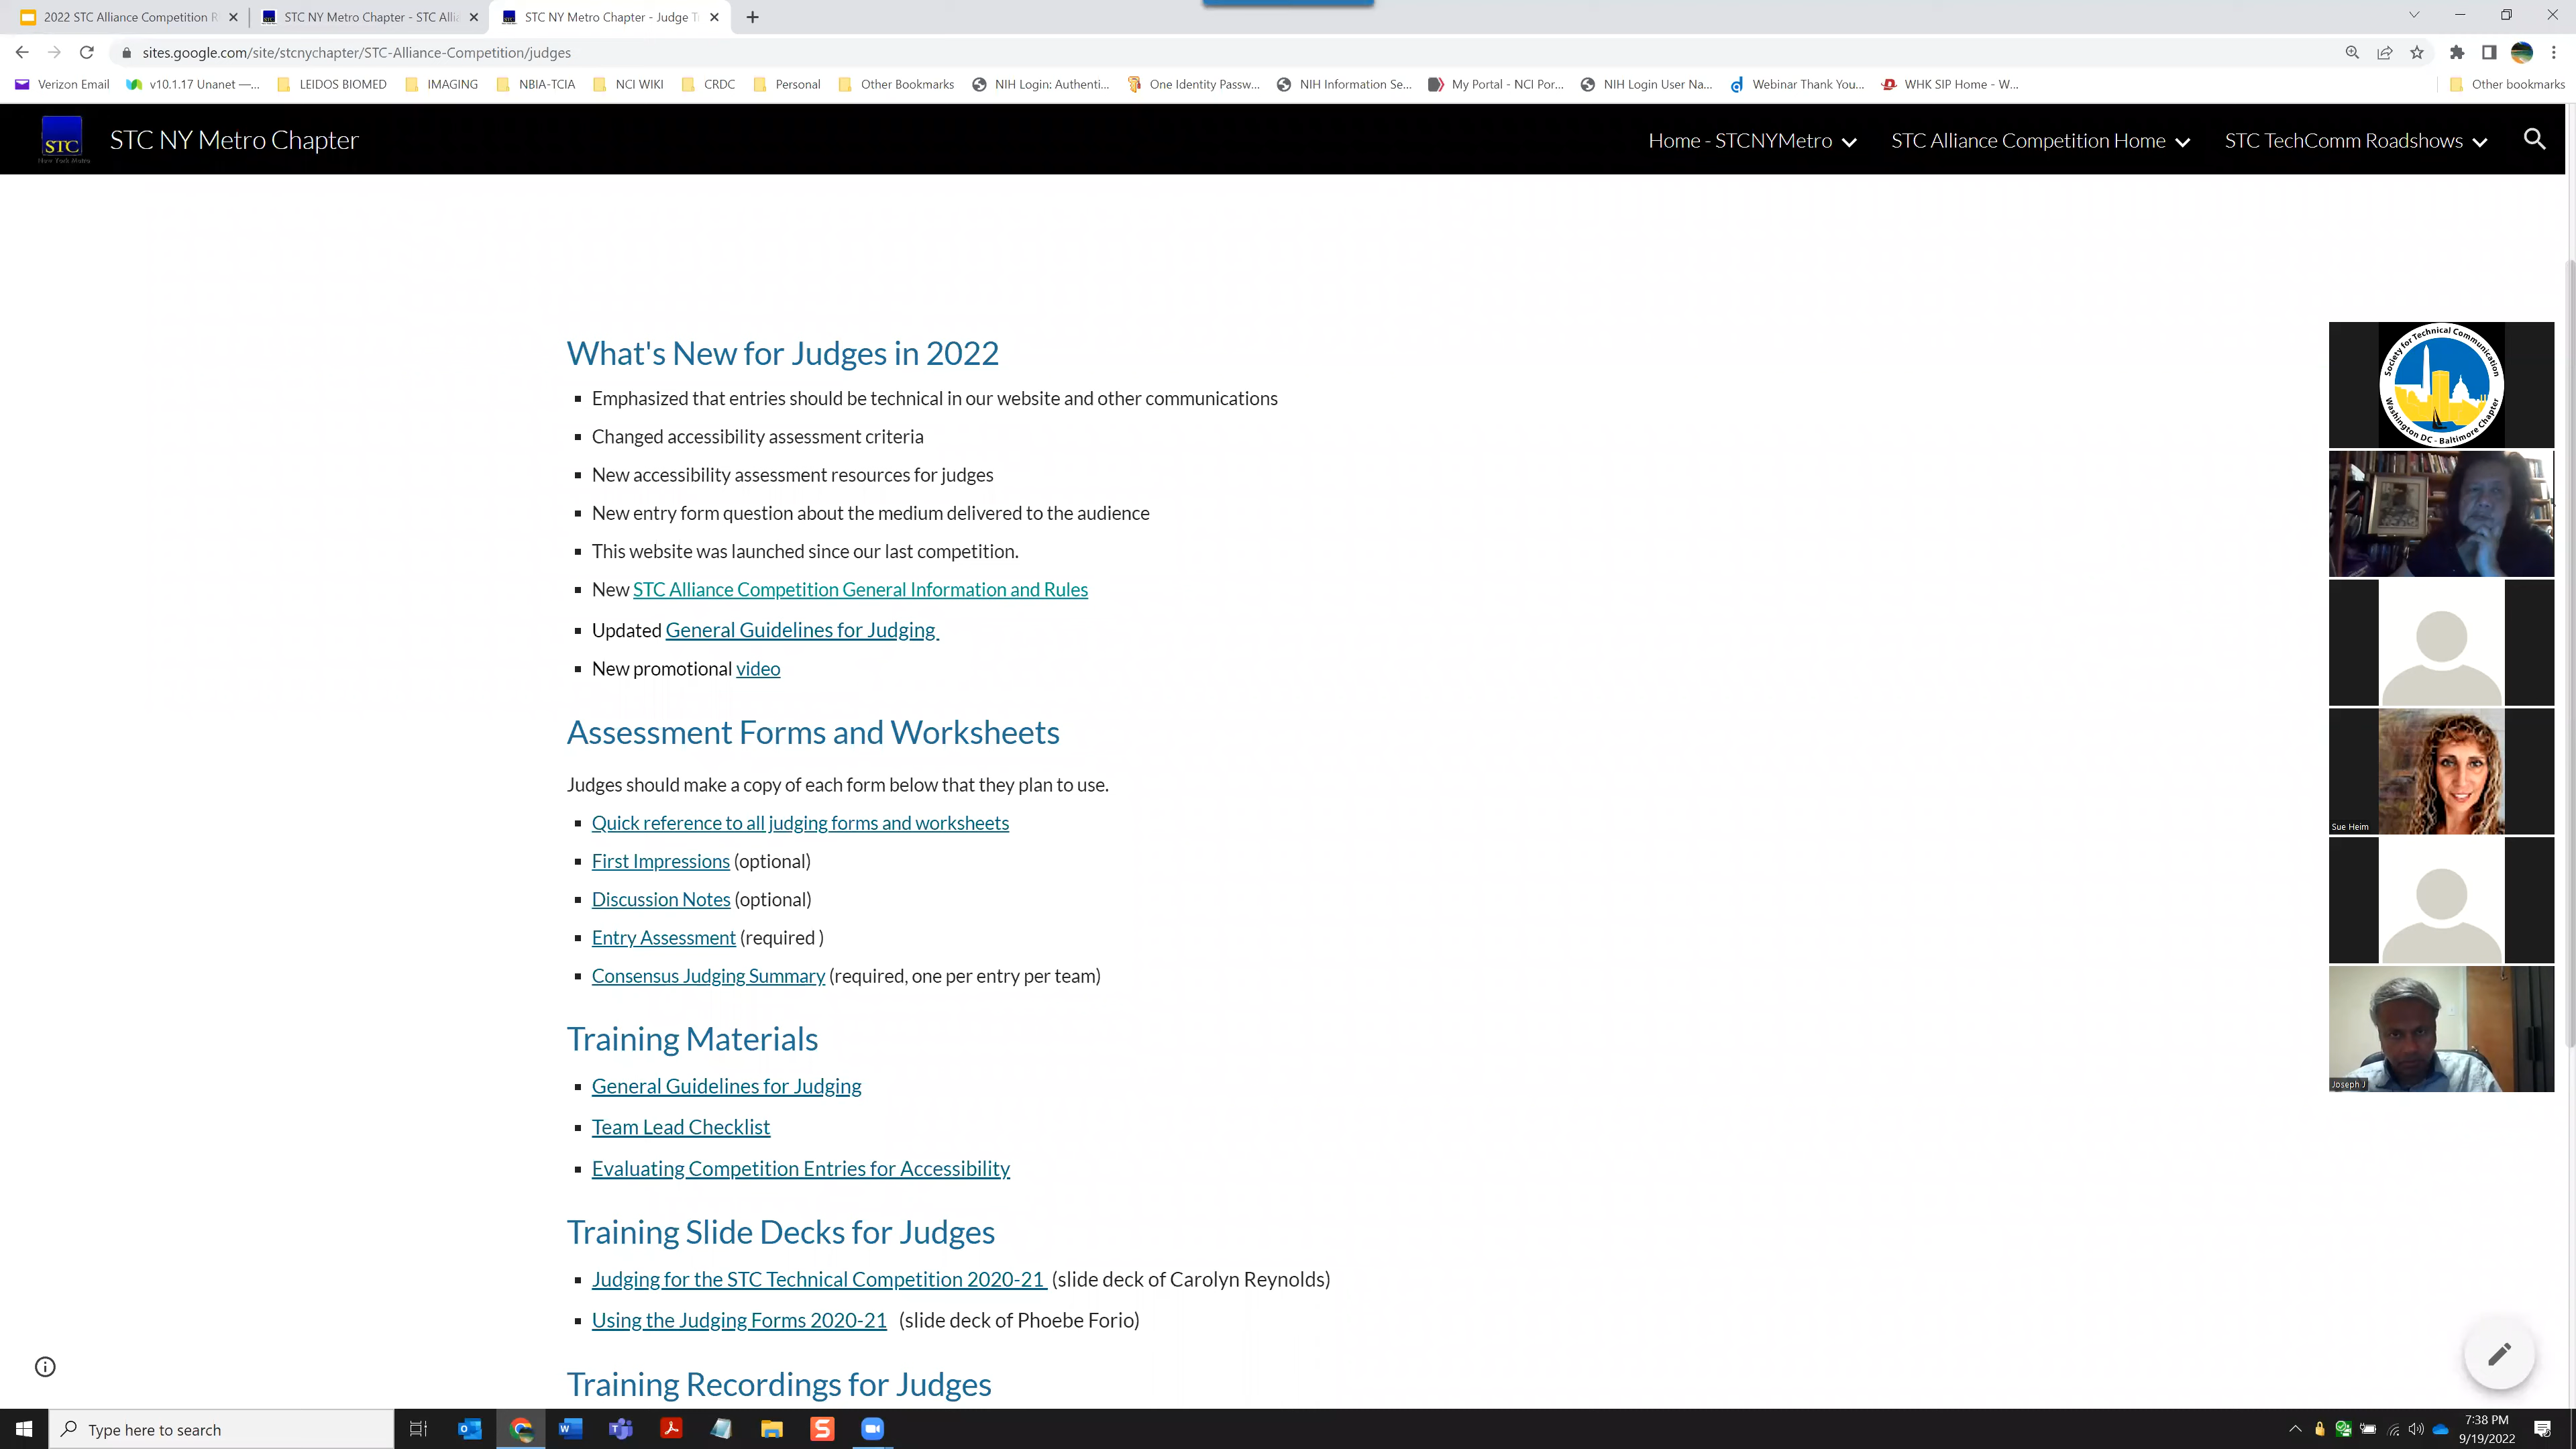 2022 STC Alliance Competition R
STC NY Metro Chapter - STC Allia
STC NY Metro Chapter - Judge T
sites.google.com/site/stcnychapter/STC-Alliance-Competition/judges
Verizon Email
v10.1.17 Unanet —...
LEIDOS BIOMED
IMAGING
NBIA-TCIA
NCI WIKI
CRDC
Personal
Other Bookmarks
NIH Login: Authenti...
One Identity Passw...
NIH Information Se...
My Portal - NCI Por...
NIH Login User Na...
Webinar Thank You...
WHK SIP Home - W...
Other bookmarks
STC
New York Metro
STC NY Metro Chapter
Home - STCNYMetro
STC Alliance Competition Home
STC TechComm Roadshows
What's New for Judges in 2022
▪ Emphasized that entries should be technical in our website and other communications
▪ Changed accessibility assessment criteria
▪ New accessibility assessment resources for judges
▪ New entry form question about the medium delivered to the audience
▪ This website was launched since our last competition.
▪ New STC Alliance Competition General Information and Rules
▪ Updated General Guidelines for Judging
▪ New promotional video
Assessment Forms and Worksheets
Judges should make a copy of each form below that they plan to use.
▪ Quick reference to all judging forms and worksheets
▪ First Impressions (optional)
▪ Discussion Notes (optional)
▪ Entry Assessment (required )
▪ Consensus Judging Summary (required, one per entry per team)
Training Materials
▪ General Guidelines for Judging
▪ Team Lead Checklist
▪ Evaluating Competition Entries for Accessibility
Training Slide Decks for Judges
▪ Judging for the STC Technical Competition 2020-21 (slide deck of Carolyn Reynolds)
▪ Using the Judging Forms 2020-21 (slide deck of Phoebe Forio)
Training Recordings for Judges
Society for Technical Communication
Washington DC - Baltimore Chapter
Sue Heim
Joseph J
Type here to search
7:38 PM
9/19/2022